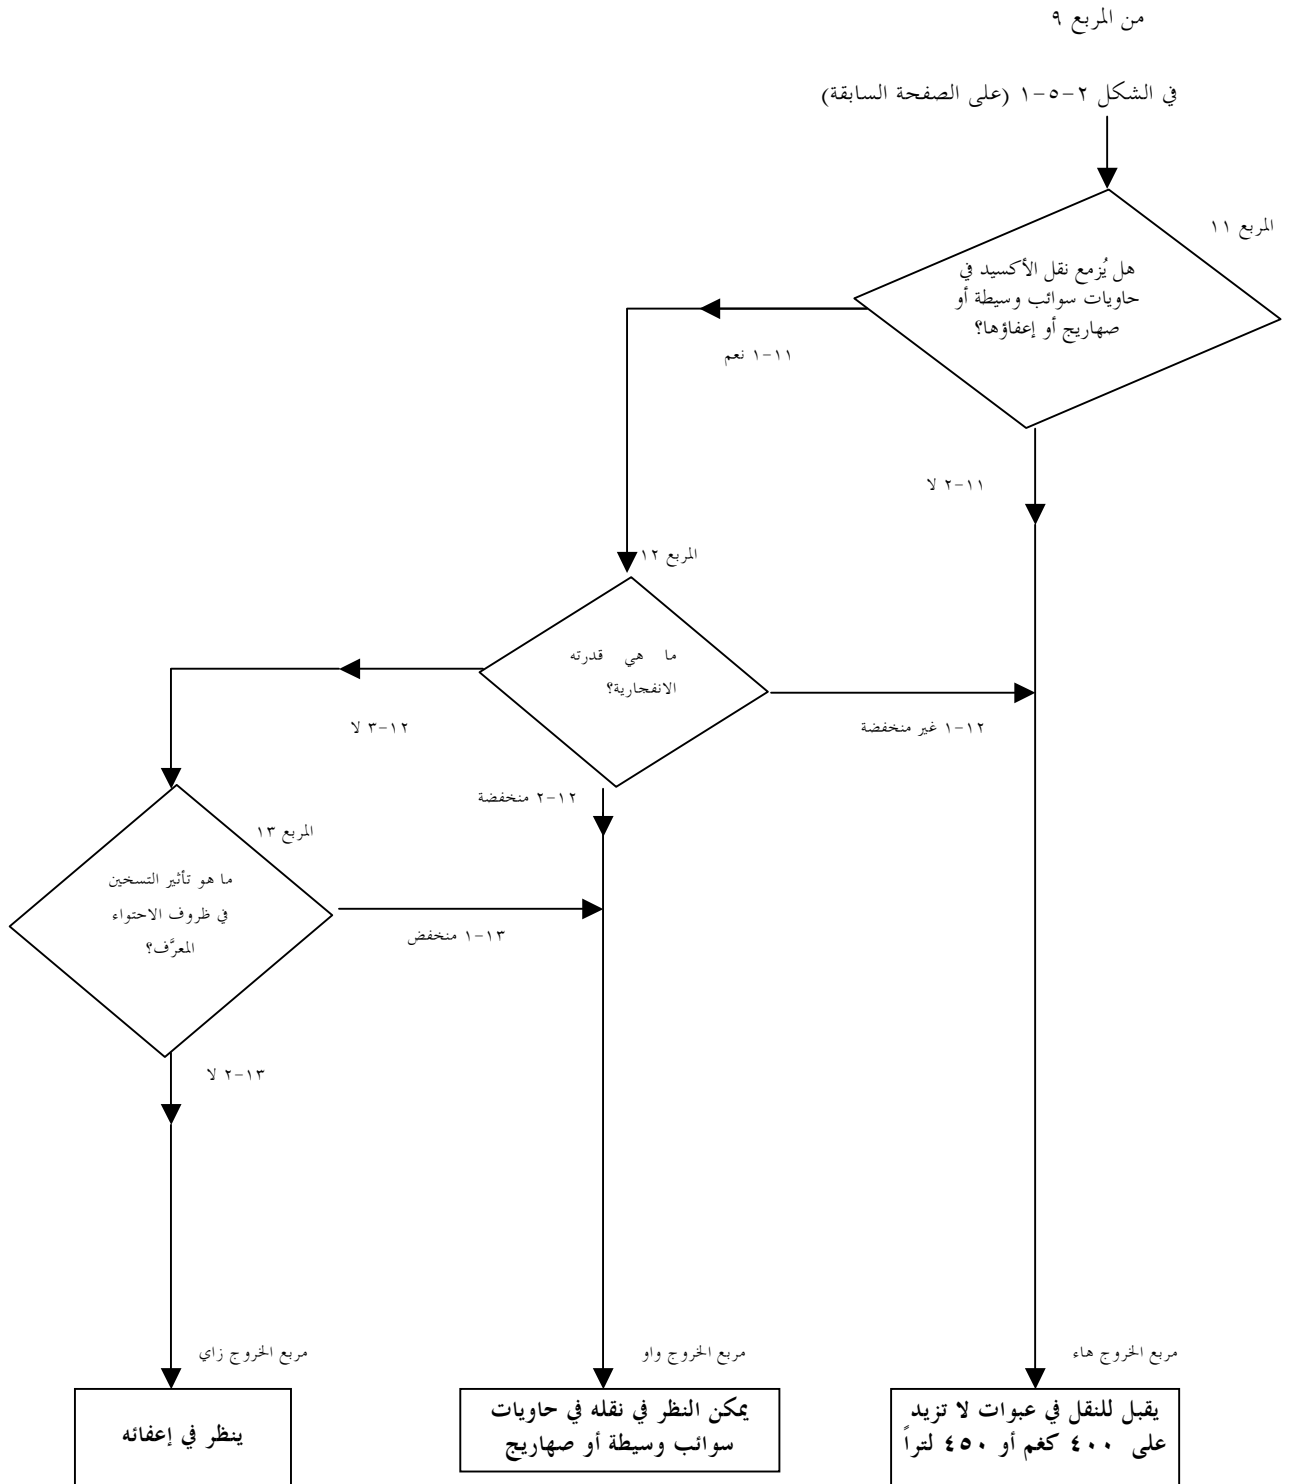 من المربع ٩
في الشكل ٢-٥-١ (على الصفحة السابقة)
المربع ١١
هل يُزمع نقل الأكسيد في
حاويات سوائب وسيطة أو
صهاريج أو إعفاؤها؟
١١-١ نعم
١١-٢ لا
المربع ١٢
ما هي قدرته
الانفجارية؟
١٢-٣ لا
١٢-١ غير منخفضة
١٢-٢ منخفضة
المربع ١٣
ما هو تأثير التسخين
في ظروف الاحتواء
المعرَّف؟
١٣-١ منخفض
١٣-٢ لا
مربع الخروج هاء
يقبل للنقل في عبوات لا تزيد
على ٤٠٠ كغم أو ٤٥٠ لتراً
مربع الخروج واو
يمكن النظر في نقله في حاويات
سوائب وسيطة أو صهاريج
مربع الخروج زاي
ينظر في إعفائه